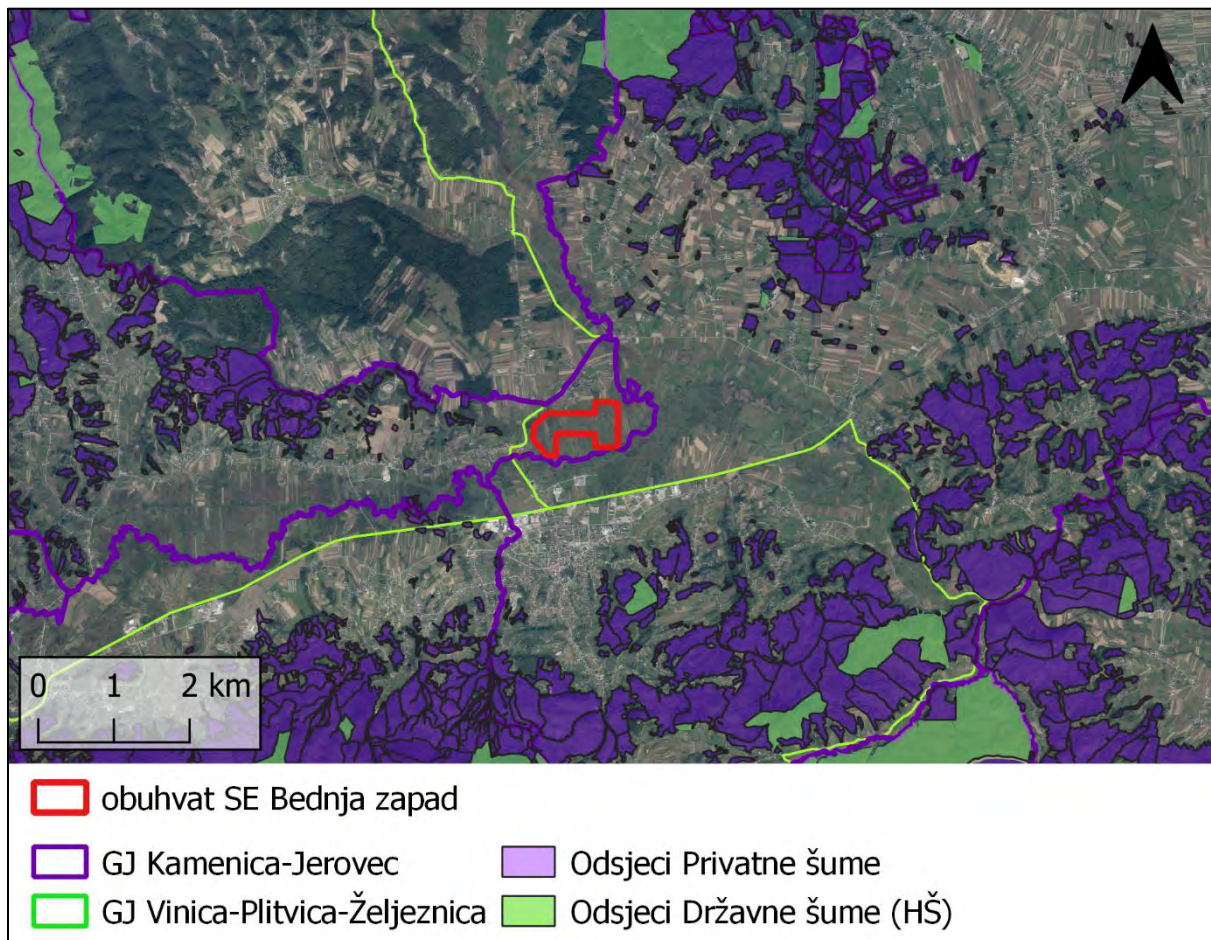 0 1 2 km
obuhvat SE Bednja zapad
GJ Kamenica-Jerovec
Odsjeci Privatne šume
GJ Vinica-Plitvica-Željeznica
Odsjeci Državne šume (HŠ)